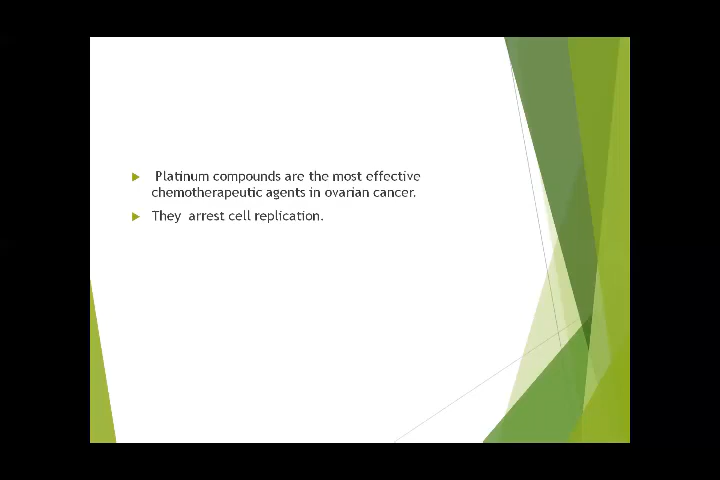 Platinum compounds are the most effective
chemotherapeutic agents in ovarian cancer.
They arrest cell replication.